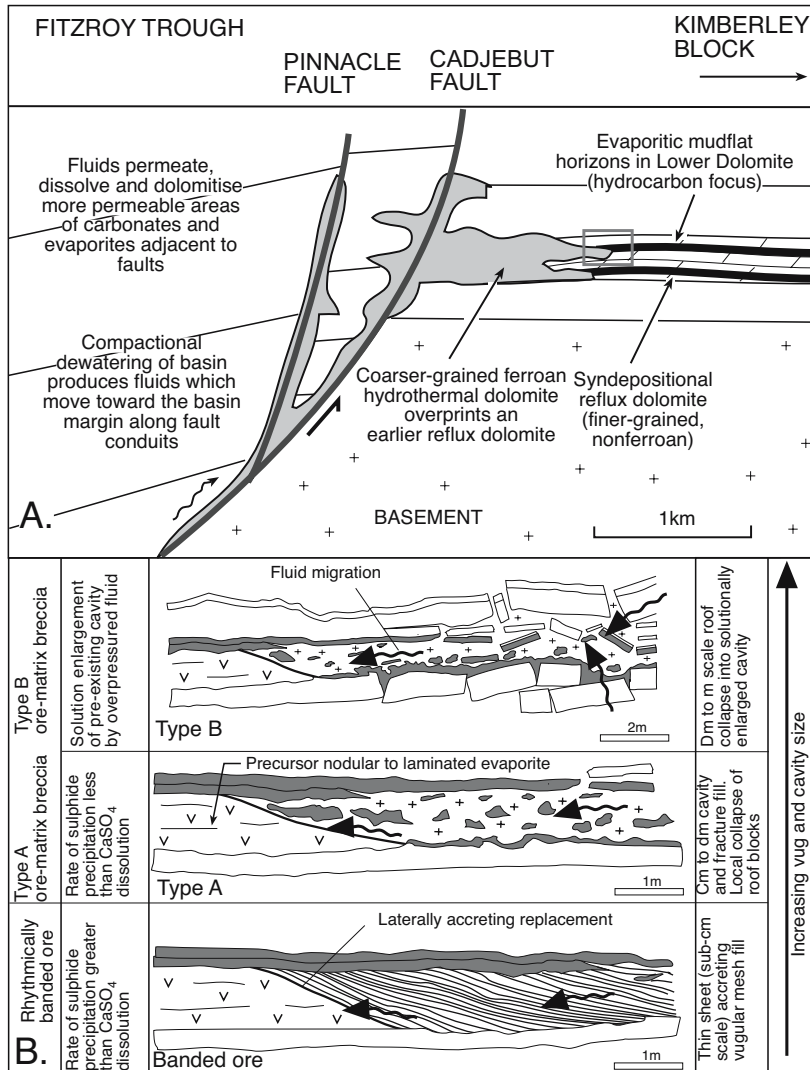 FITZROY TROUGH
PINNACLE
FAULT
CADJEBUT
FAULT
KIMBERLEY
BLOCK
Fluids permeate,
dissolve and dolomitise
more permeable areas
of carbonates and
evaporites adjacent to
faults
Evaporitic mudflat
horizons in Lower Dolomite
(hydrocarbon focus)
Compactional
dewatering of basin
produces fluids which
move toward the basin
margin along fault
conduits
Coarser-grained ferroan
hydrothermal dolomite
overprints an
earlier reflux dolomite
Syndepositional
reflux dolomite
(finer-grained,
nonferroan)
A.
BASEMENT
1km
Type B
ore-matrix breccia
Solution enlargement
of pre-existing cavity
by overpressured fluid
Fluid migration
Type B
2m
Dm to m scale roof
collapse into solutionally
enlarged cavity
Type A
ore-matrix breccia
Rate of sulphide
precipitation less
than CaSO4
dissolution
Precursor nodular to laminated evaporite
Type A
1m
Cm to dm cavity
and fracture fill.
Local collapse of
roof blocks
Rhythmically
banded ore
B.
Rate of sulphide
precipitation greater
than CaSO4
dissolution
Laterally accreting replacement
Banded ore
1m
Thin sheet (sub-cm
scale) accreting
vugular mesh fill
Increasing vug and cavity size